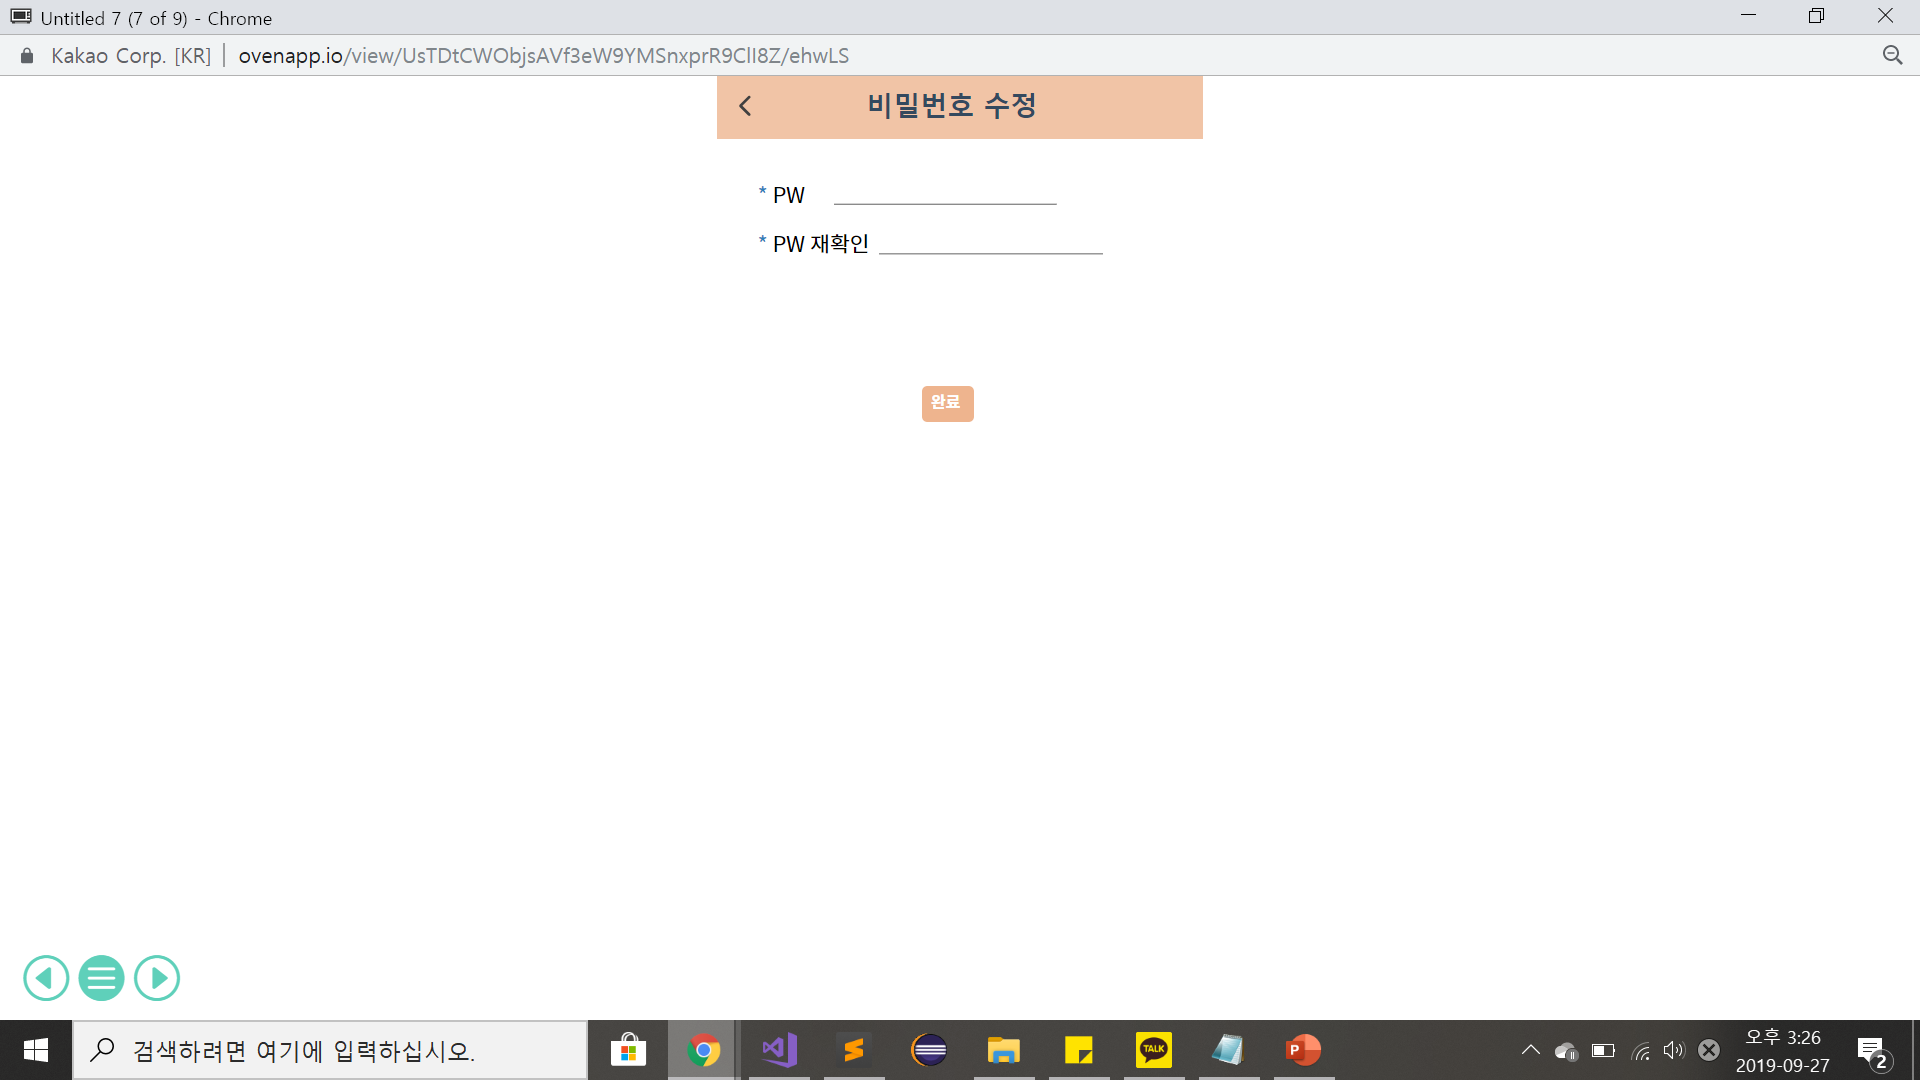 Untitled 7 (7 of 9) - Chrome
Kakao Corp. [KR] | ovenapp.io/view/UsTDtCWObjsAVf3eW9YMSnxprR9ClI8Z/ehwLS
비밀번호 수정
* PW
* PW 재확인
완료
검색하려면 여기에 입력하십시오.
TALK
P
오후 3:26
2019-09-27
2